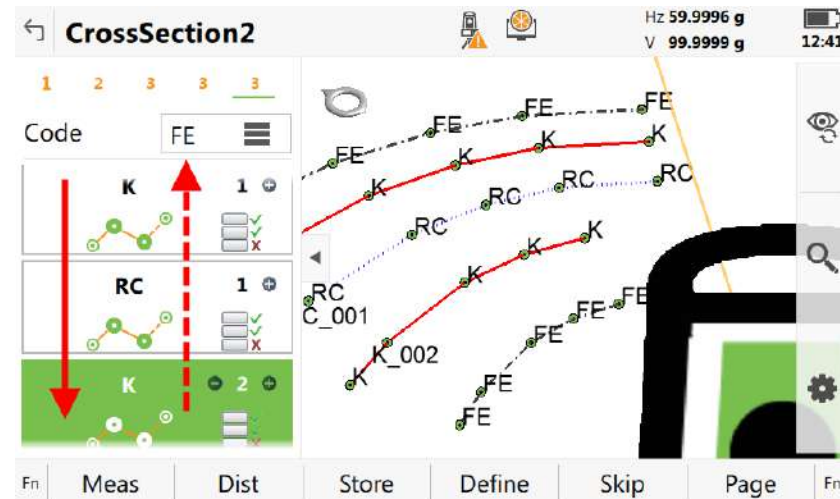 CrossSection2
Hz 59.9996 g
V 99.9999 g
12:41
1 2 3 3 3
Code FE
K 1
RC 1
K 2
FE FE FE FE
K K K K
RC RC RC RC RC
C_001
K K K K
K_002
FE FE FE FE FE
Fn Meas Dist Store Define Skip Page Fn